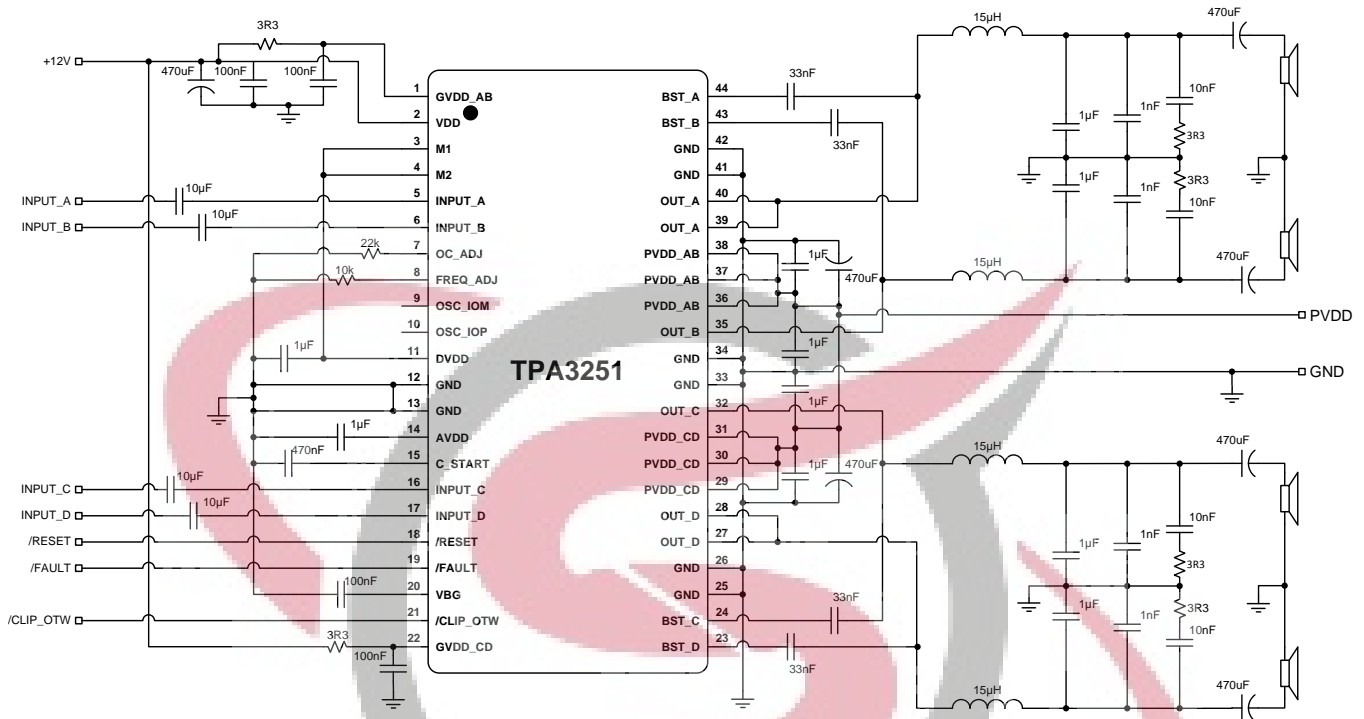 3R3
+12V
470uF
100nF
100nF
15µH
470uF
33nF
33nF
1µF
1nF
10nF
3R3
1µF
1nF
3R3
10nF
15µH
470uF
1 GVDD_AB
2 VDD
3 M1
4 M2
INPUT_A 10µF 5 INPUT_A
INPUT_B 10µF 6 INPUT_B
22k 7 OC_ADJ
10k 8 FREQ_ADJ
9 OSC_IOM
10 OSC_IOP
1µF 11 DVDD
12 GND
13 GND
1µF 14 AVDD
470nF 15 C_START
INPUT_C 10µF 16 INPUT_C
INPUT_D 10µF 17 INPUT_D
/RESET 18 /RESET
/FAULT 19 /FAULT
100nF 20 VBG
/CLIP_OTW 21 /CLIP_OTW
3R3 100nF 22 GVDD_CD
TPA3251
BST_A 44
BST_B 43
GND 42
GND 41
OUT_A 40
OUT_A 39
PVDD_AB 38
PVDD_AB 37
PVDD_AB 36
OUT_B 35
GND 34
GND 33
OUT_C 32
PVDD_CD 31
PVDD_CD 30
PVDD_CD 29
OUT_D 28
OUT_D 27
GND 26
GND 25
BST_C 24
BST_D 23
1µF
470uF
1µF
PVDD
GND
1µF
1µF
470uF
33nF
33nF
15µH
470uF
1µF
1nF
10nF
3R3
1µF
1nF
3R3
10nF
15µH
470uF